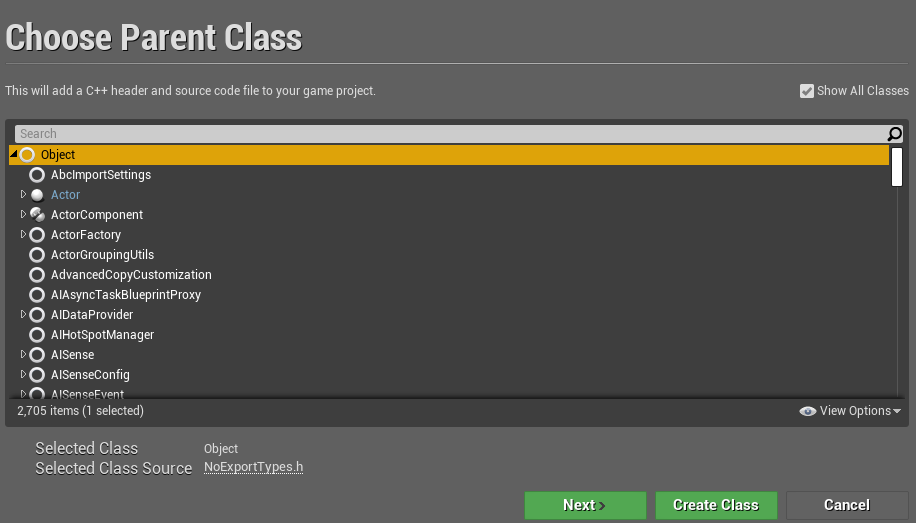 Choose Parent Class
This will add a C++ header and source code file to your game project.
Show All Classes
Search
Object
AbcImportSettings
Actor
ActorComponent
ActorFactory
ActorGroupingUtils
AdvancedCopyCustomization
AIAsyncTaskBlueprintProxy
AIDataProvider
AIHotSpotManager
AISense
AISenseConfig
AISenseEvent
2,705 items (1 selected)
View Options
Selected Class Object
Selected Class Source NoExportTypes.h
Next Create Class Cancel